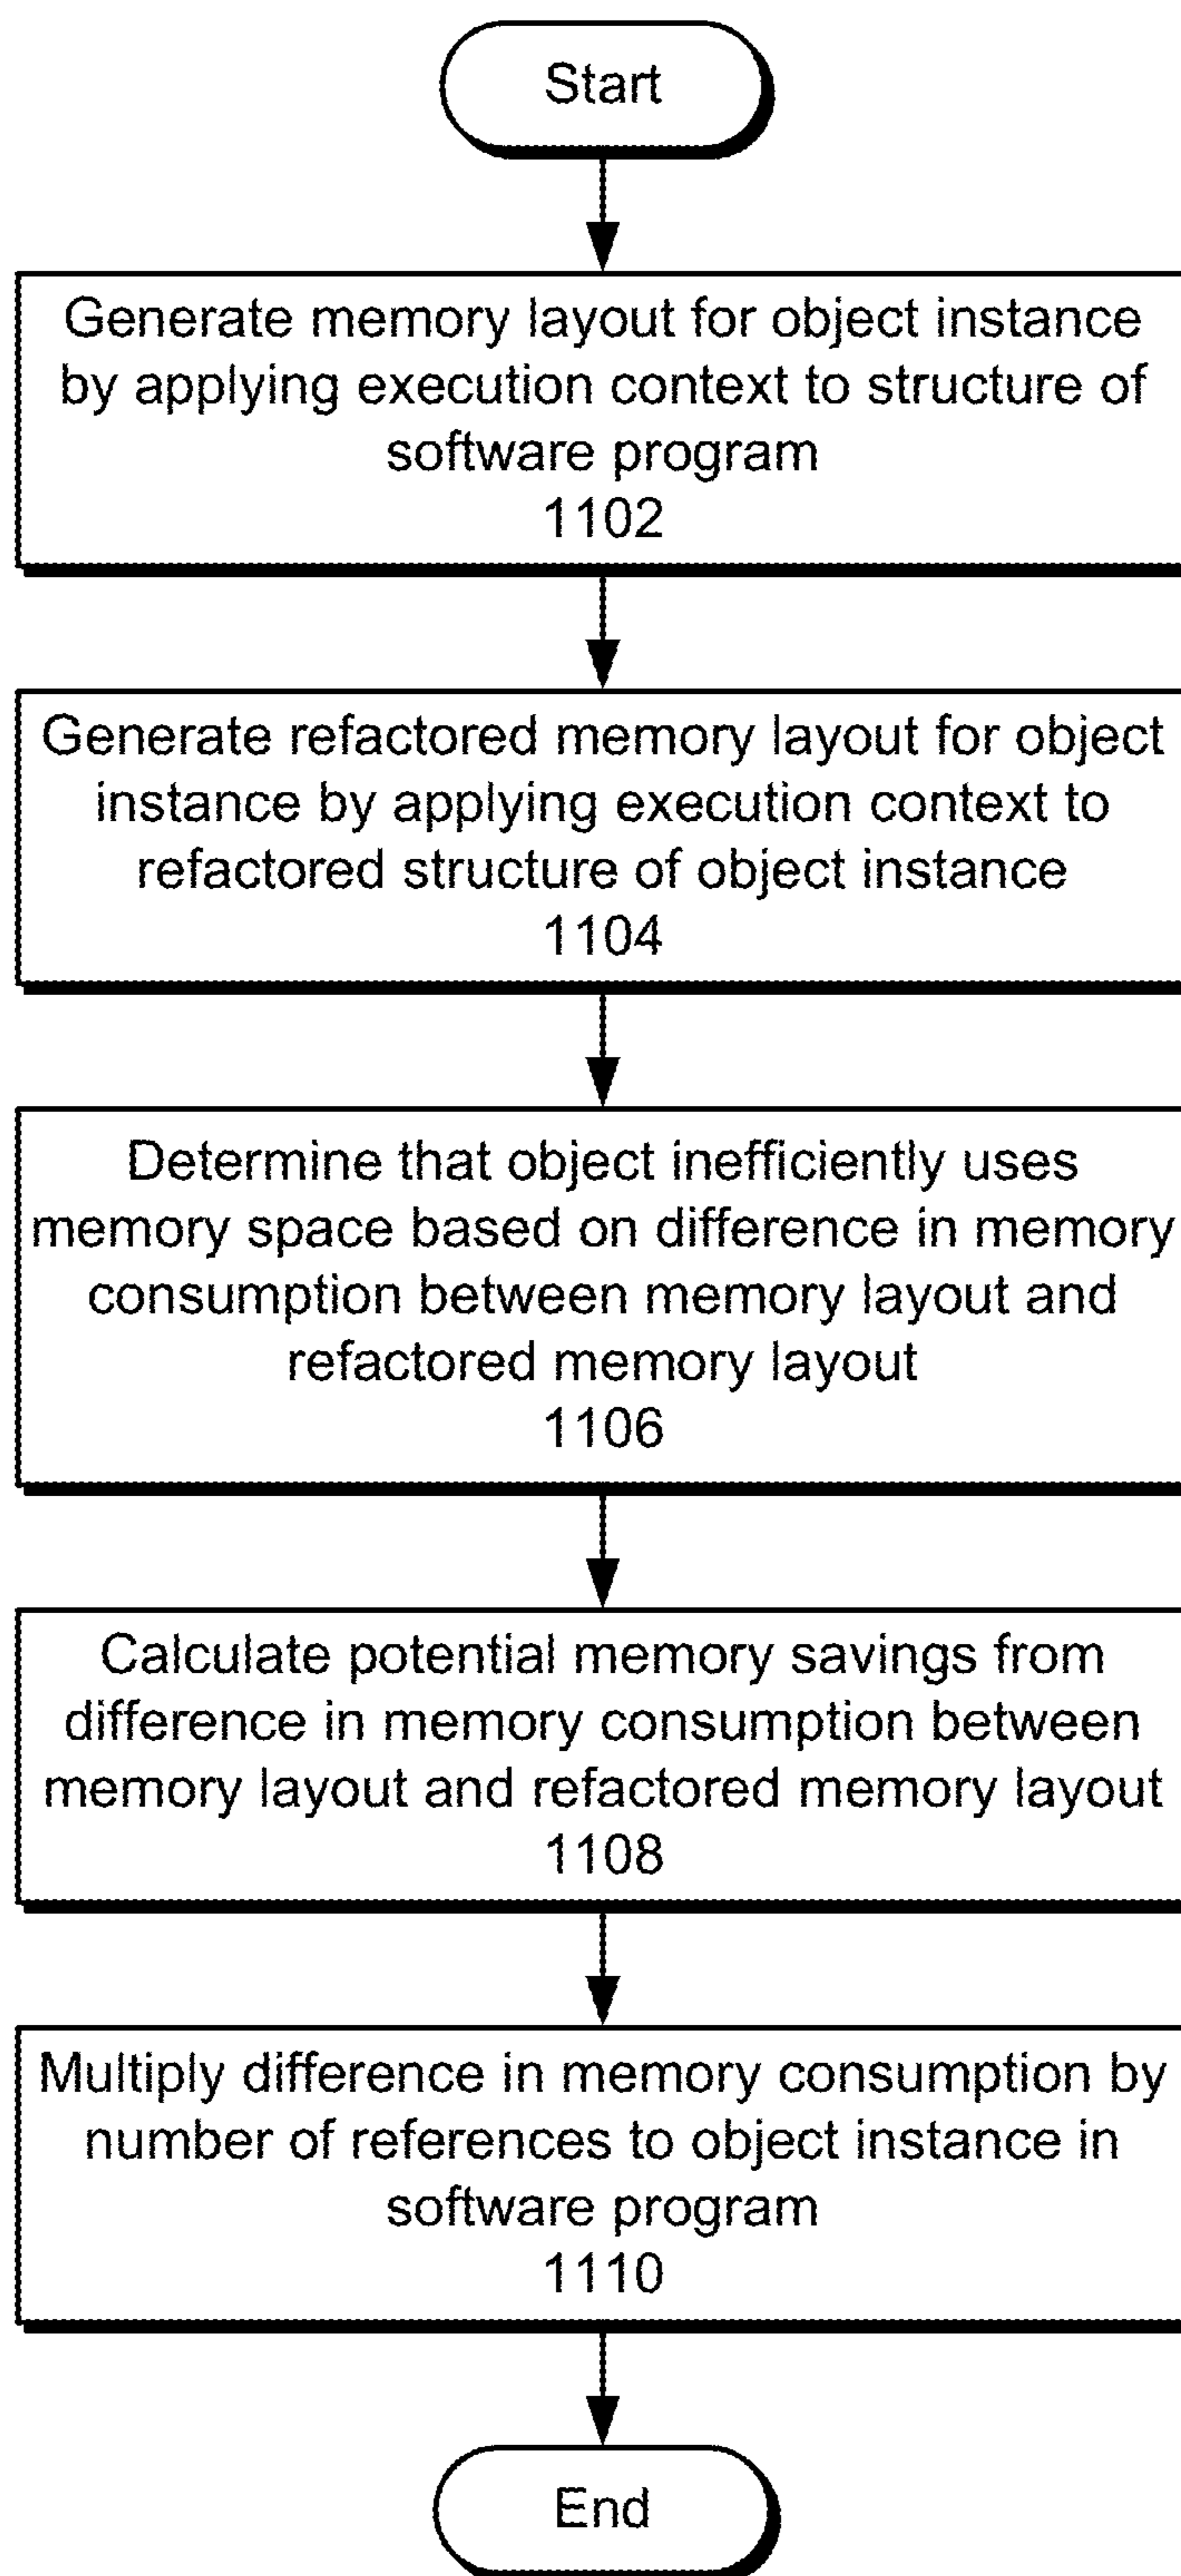 Start
Generate memory layout for object instance
by applying execution context to structure of
software program
1102
Generate refactored memory layout for object
instance by applying execution context to
refactored structure of object instance
1104
Determine that object inefficiently uses
memory space based on difference in memory
consumption between memory layout and
refactored memory layout
1106
Calculate potential memory savings from
difference in memory consumption between
memory layout and refactored memory layout
1108
Multiply difference in memory consumption by
number of references to object instance in
software program
1110
End